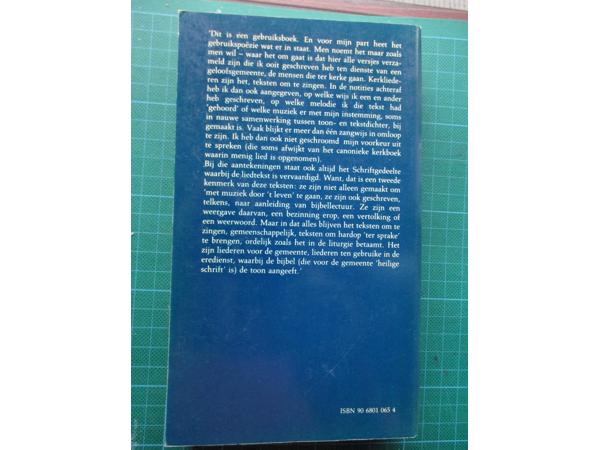 'Dit is een gebruiksboek. En voor mijn part heet het
gebruikspoëzie wat er in staat. Men noemt het maar zoals
men wil – waar het om gaat is dat hier alle versjes verza-
meld zijn die ik ooit geschreven heb ten dienste van een
geloofsgemeente, de mensen die ter kerke gaan. Kerkliede-
ren zijn het, teksten om te zingen. In de notities achteraf
heb ik dan ook aangegeven, op welke wijs ik een en ander
heb geschreven, op welke melodie ik die tekst had
'gehoord' of welke muziek er met mijn instemming, soms
in nauwe samenwerking tussen toon- en tekstdichter, bij
gemaakt is. Vaak blijkt er meer dan één zangwijs in omloop
te zijn. Ik heb dan ook niet geschroomd mijn voorkeur uit
te spreken (die soms afwijkt van het canonieke kerkboek
waarin menig lied is opgenomen).
Bij die aantekeningen staat ook altijd het Schriftgedeelte
waarbij de liedtekst is vervaardigd. Want, dat is een tweede
kenmerk van deze teksten: ze zijn niet alleen gemaakt om
'met muziek door 't leven' te gaan, ze zijn ook geschreven,
telkens, naar aanleiding van bijbellectuur. Ze zijn een
weergave daarvan, een bezinning erop, een vertolking of
een weerwoord. Maar in dat alles blijven het teksten om te
zingen, gemeenschappelijk, teksten om hardop 'ter sprake'
te brengen, ordelijk zoals het in de liturgie betaamt. Het
zijn liederen voor de gemeente, liederen ten gebruike in de
eredienst, waarbij de bijbel (die voor de gemeente 'heilige
schrift' is) de toon aangeeft.'
ISBN 90 6801 065 4